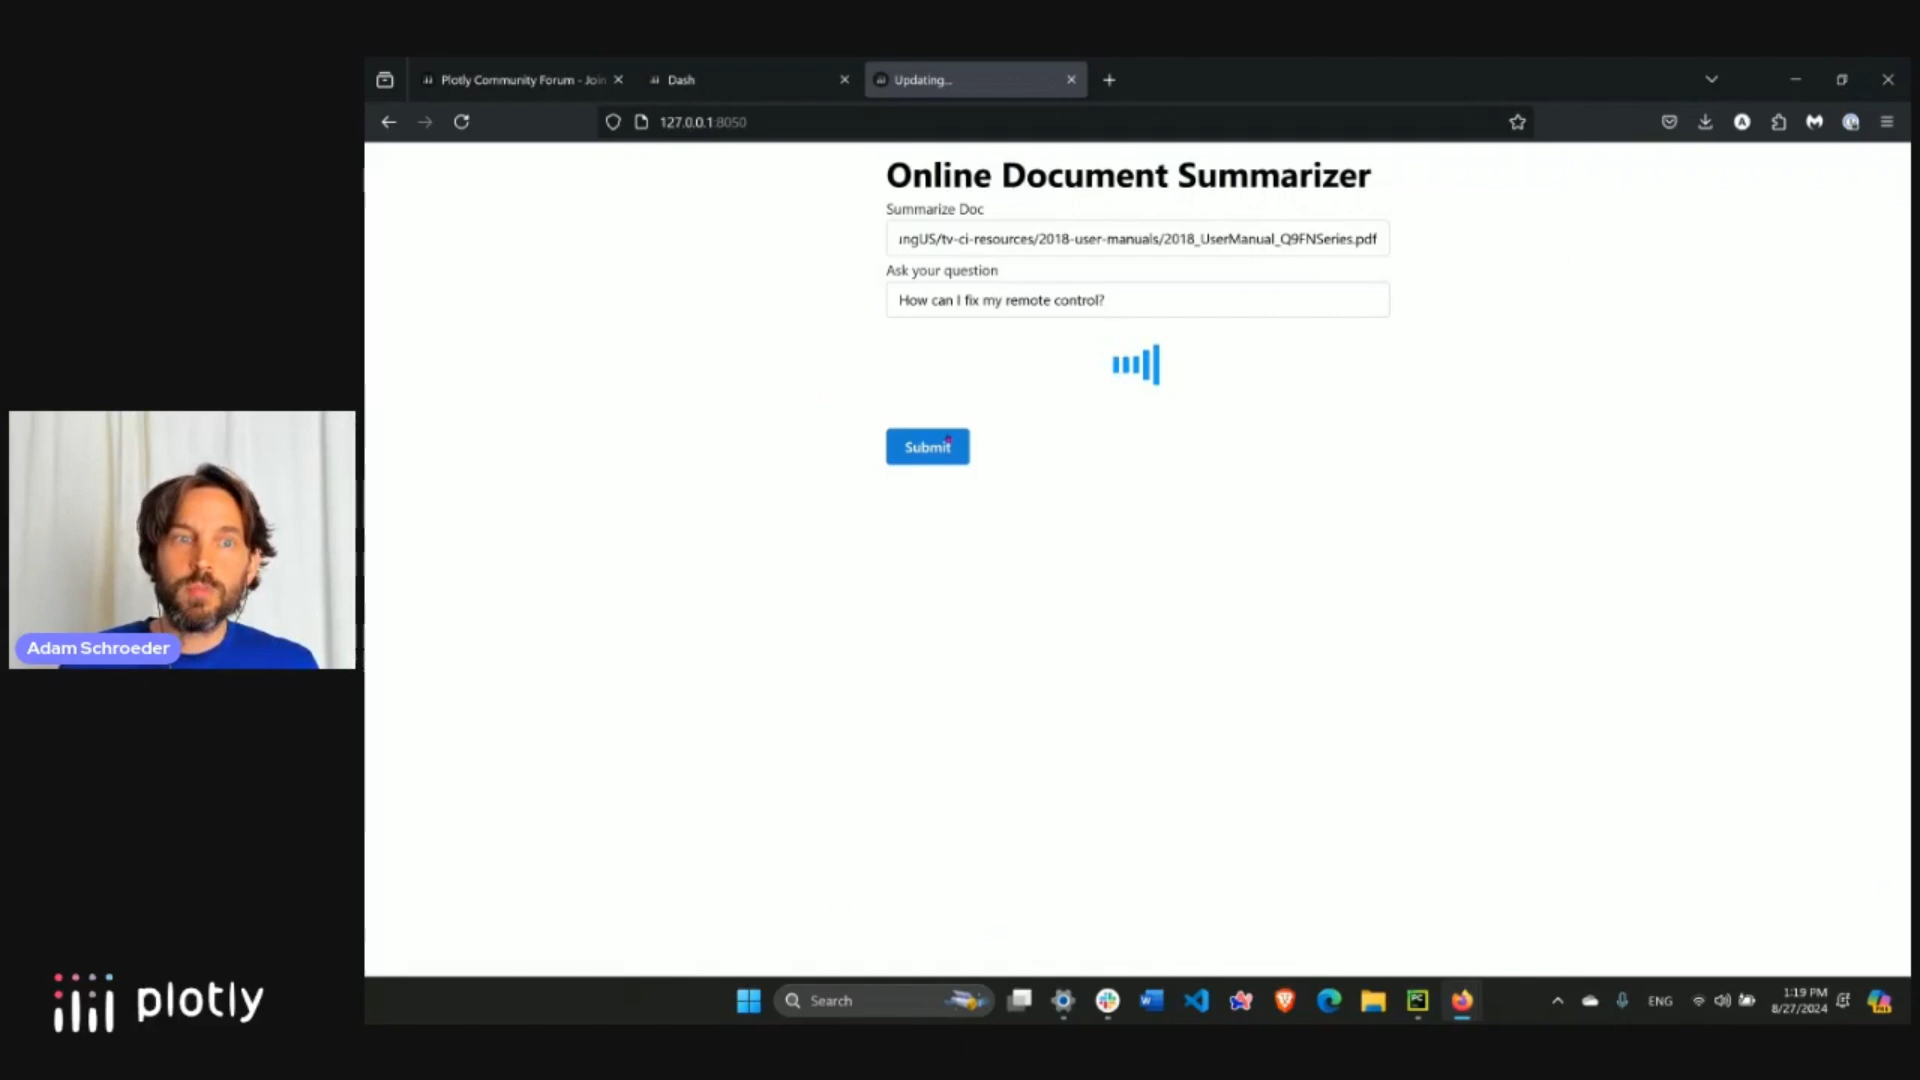 Plotly Community Forum - Join
Dash
Updating...
127.0.0.1:8050
Online Document Summarizer
Summarize Doc
ngUS/tv-ci-resources/2018-user-manuals/2018_UserManual_Q9FNSeries.pdf
Ask your question
How can I fix my remote control?
Submit
Adam Schroeder
plotly
Search
ENG
1:19 PM
8/27/2024